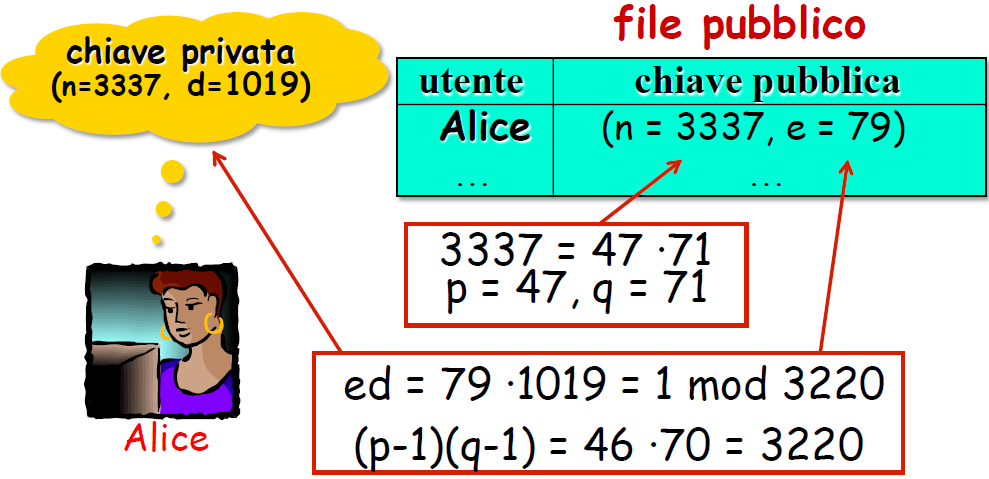 file pubblico
chiave privata
(n=3337, d=1019)
utente chiave pubblica
Alice (n = 3337, e = 79)
... ...
3337 = 47 ·71
p = 47, q = 71
ed = 79 ·1019 = 1 mod 3220
(p-1)(q-1) = 46 ·70 = 3220
Alice